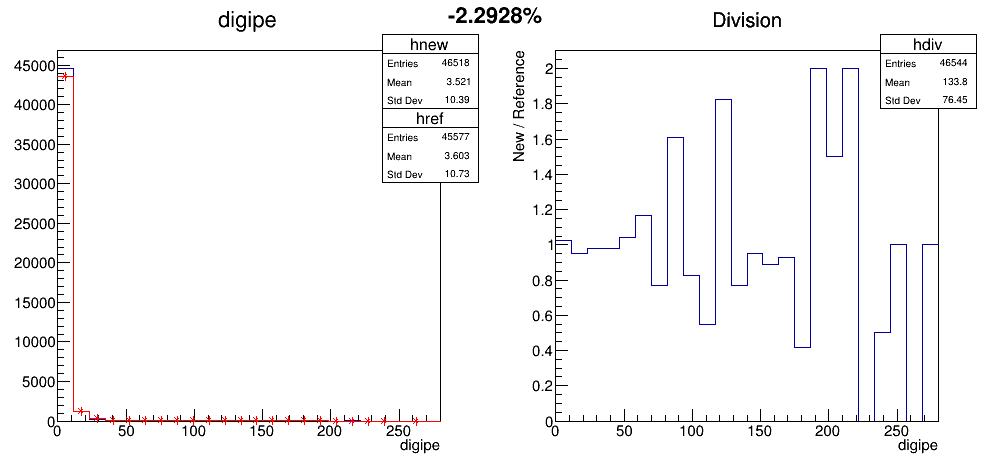 -2.2928%
digipe
hnew
Entries 46518
Mean 3.521
Std Dev 10.39
href
Entries 45577
Mean 3.603
Std Dev 10.73
45000
40000
35000
30000
25000
20000
15000
10000
5000
0
0 50 100 150 200 250
digipe
Division
hdiv
Entries 46544
Mean 133.8
Std Dev 76.45
New / Reference
2
1.8
1.6
1.4
1.2
1
0.8
0.6
0.4
0.2
0
0 50 100 150 200 250
digipe